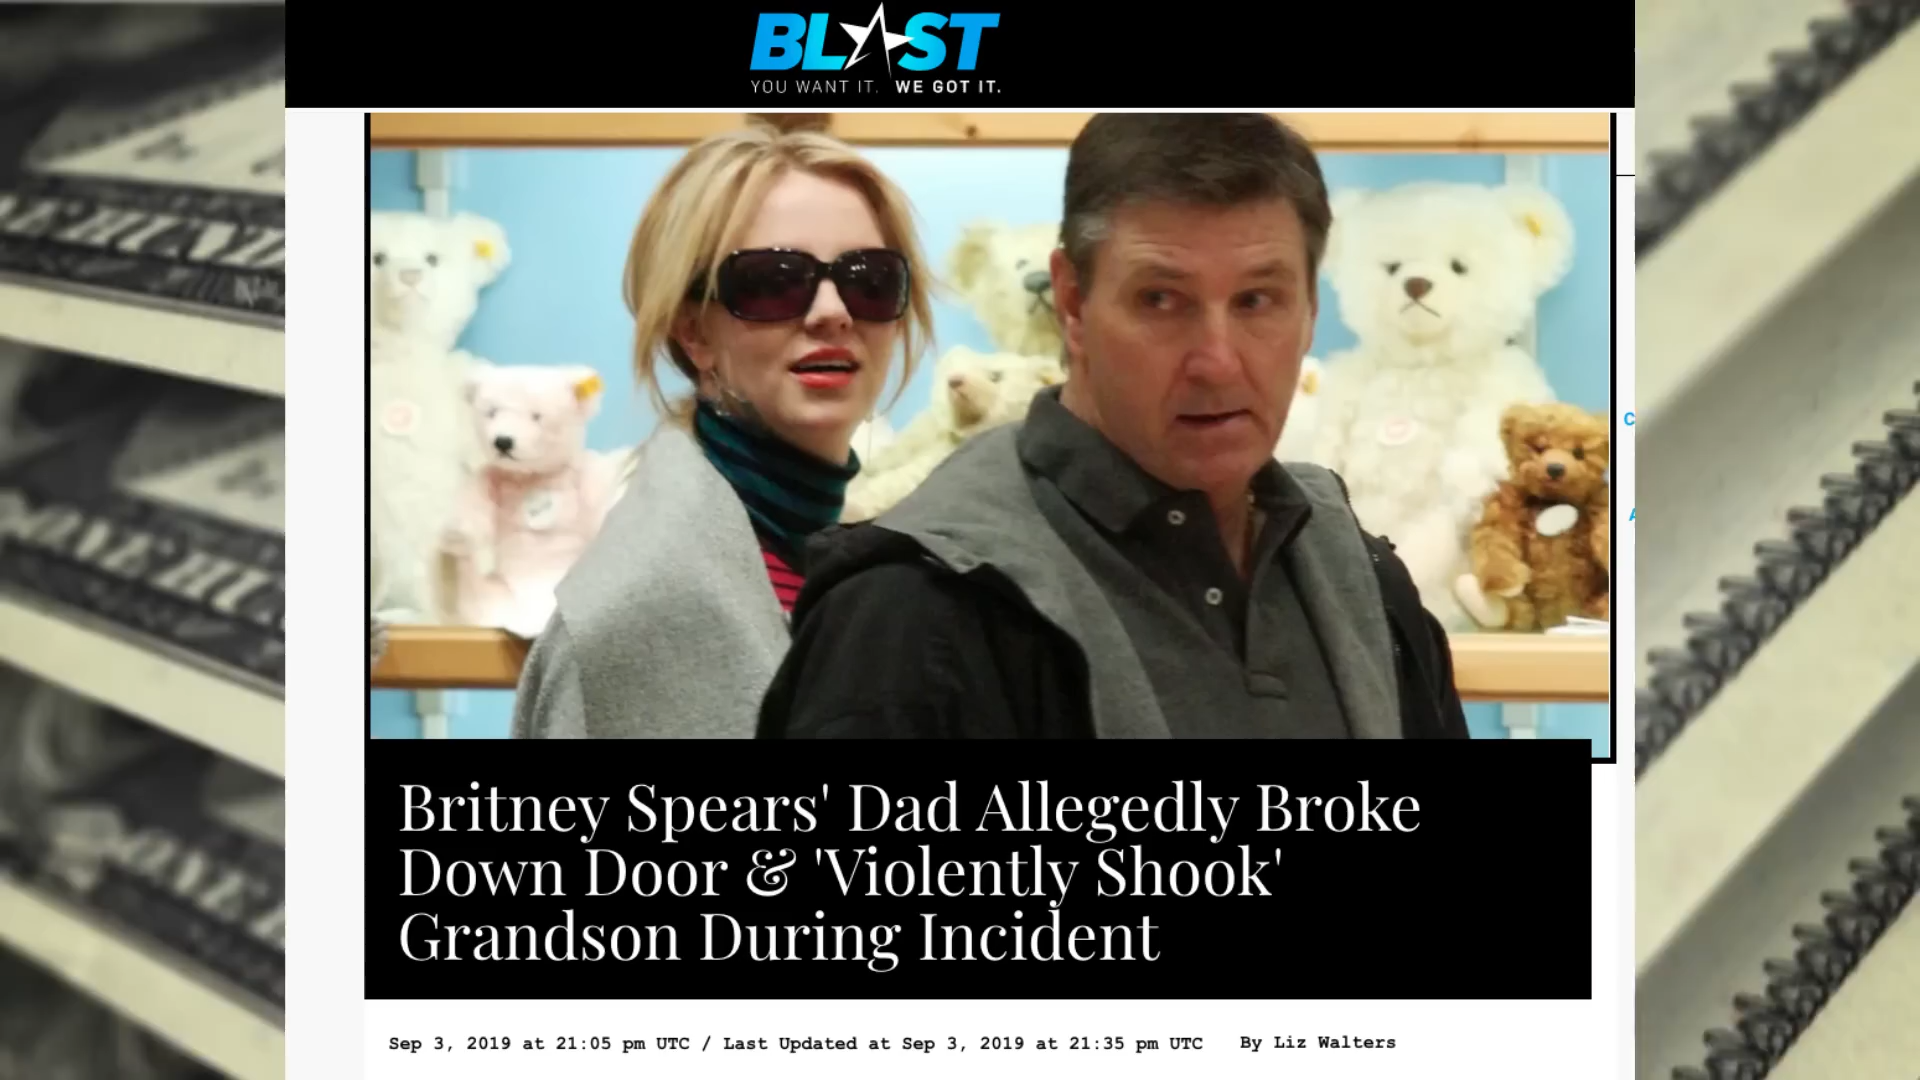 BLAST
YOU WANT IT. WE GOT IT.
Britney Spears' Dad Allegedly Broke
Down Door & 'Violently Shook'
Grandson During Incident
Sep 3, 2019 at 21:05 pm UTC / Last Updated at Sep 3, 2019 at 21:35 pm UTC By Liz Walters